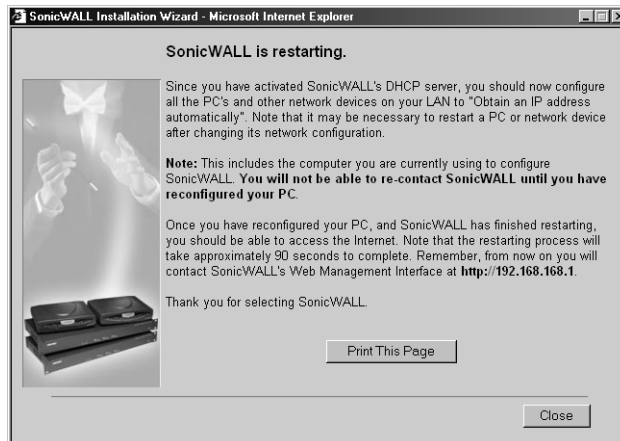 SonicWALL Installation Wizard - Microsoft Internet Explorer
SonicWALL is restarting.
Since you have activated SonicWALL's DHCP server, you should now configure
all the PC's and other network devices on your LAN to "Obtain an IP address
automatically". Note that it may be necessary to restart a PC or network device
after changing its network configuration.
Note: This includes the computer you are currently using to configure
SonicWALL. You will not be able to re-contact SonicWALL until you have
reconfigured your PC.
Once you have reconfigured your PC, and SonicWALL has finished restarting,
you should be able to access the Internet. Note that the restarting process will
take approximately 90 seconds to complete. Remember, from now on you will
contact SonicWALL's Web Management Interface at http://192.168.168.1.
Thank you for selecting SonicWALL.
Print This Page
Close